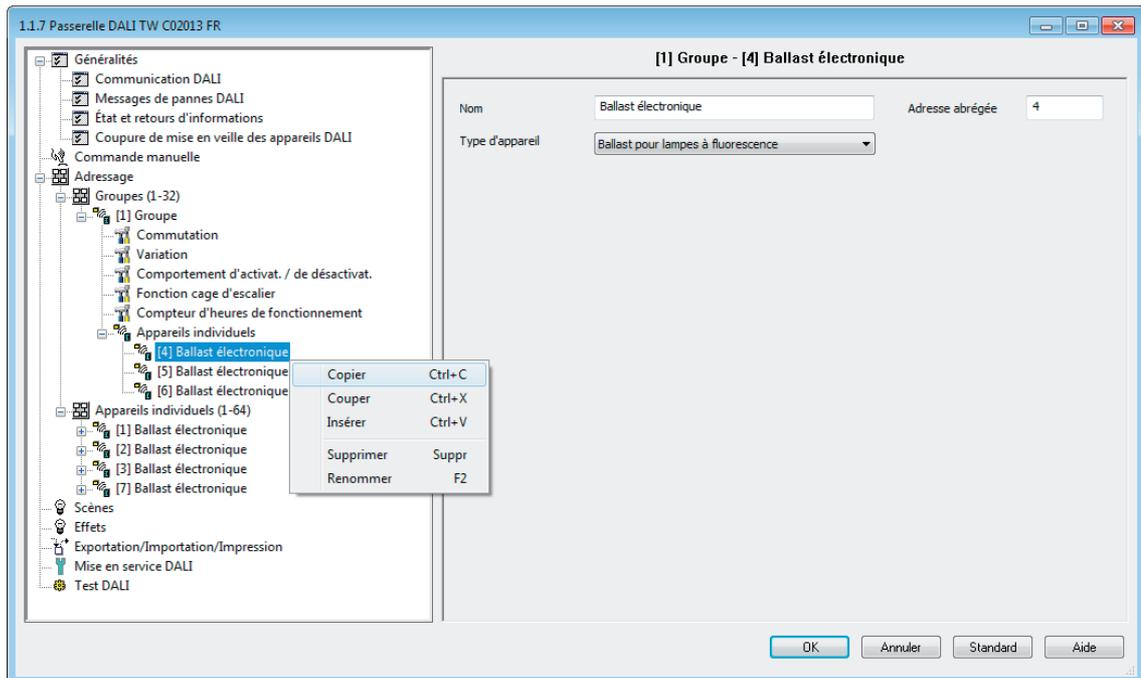 1.1.7 Passerelle DALI TW C02013 FR
Généralités
Communication DALI
Messages de pannes DALI
État et retours d'informations
Coupure de mise en veille des appareils DALI
Commande manuelle
Adressage
Groupes (1-32)
[1] Groupe
Commutation
Variation
Comportement d'activat. / de désactivat.
Fonction cage d'escalier
Compteur d'heures de fonctionnement
Appareils individuels
[4] Ballast électronique
[5] Ballast électronique
[6] Ballast électronique
Appareils individuels (1-64)
[1] Ballast électronique
[2] Ballast électronique
[3] Ballast électronique
[7] Ballast électronique
Scènes
Effets
Exportation/Importation/Impression
Mise en service DALI
Test DALI
Copier Ctrl+C
Couper Ctrl+X
Insérer Ctrl+V
Supprimer Suppr
Renommer F2
[1] Groupe - [4] Ballast électronique
Nom Ballast électronique Adresse abrégée 4
Type d'appareil Ballast pour lampes à fluorescence
OK Annuler Standard Aide